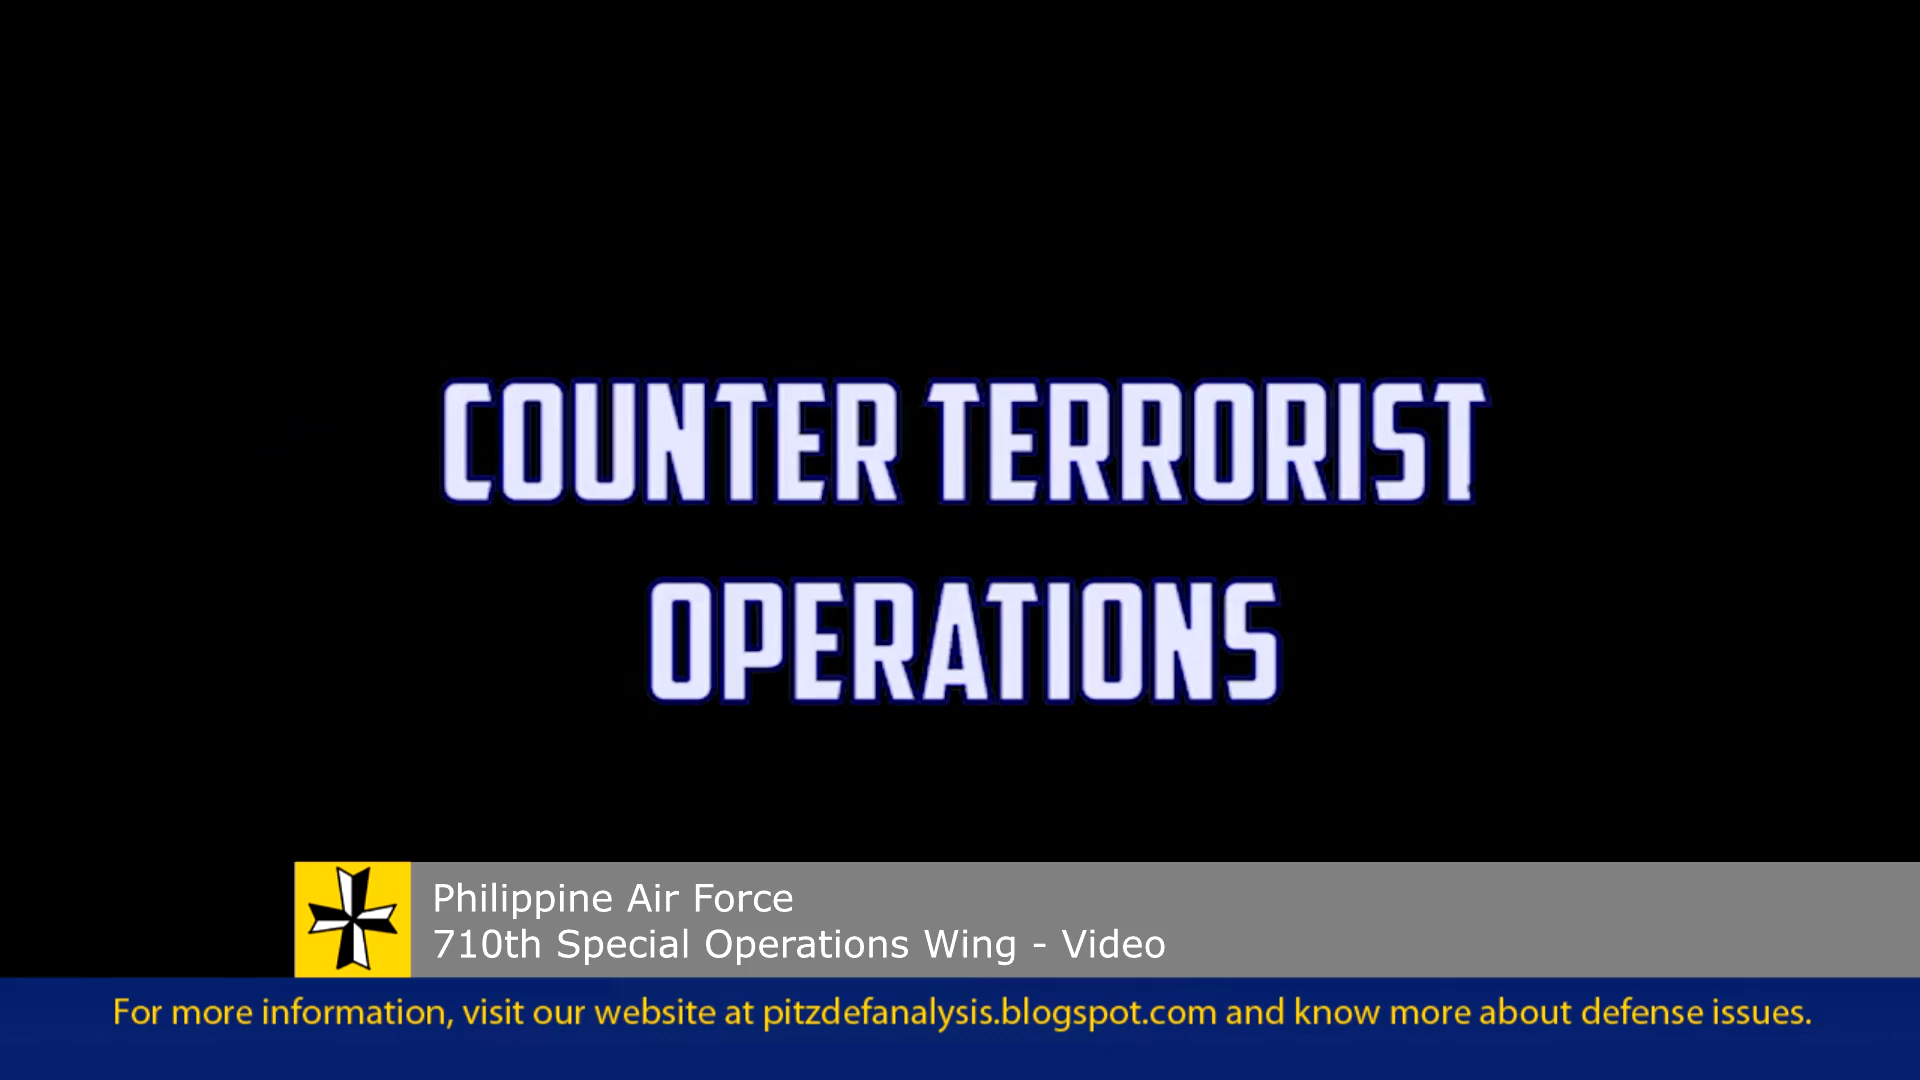 COUNTER TERRORIST
OPERATIONS
Philippine Air Force
710th Special Operations Wing - Video
For more information, visit our website at pitzdefanalysis.blogspot.com and know more about defense issues.